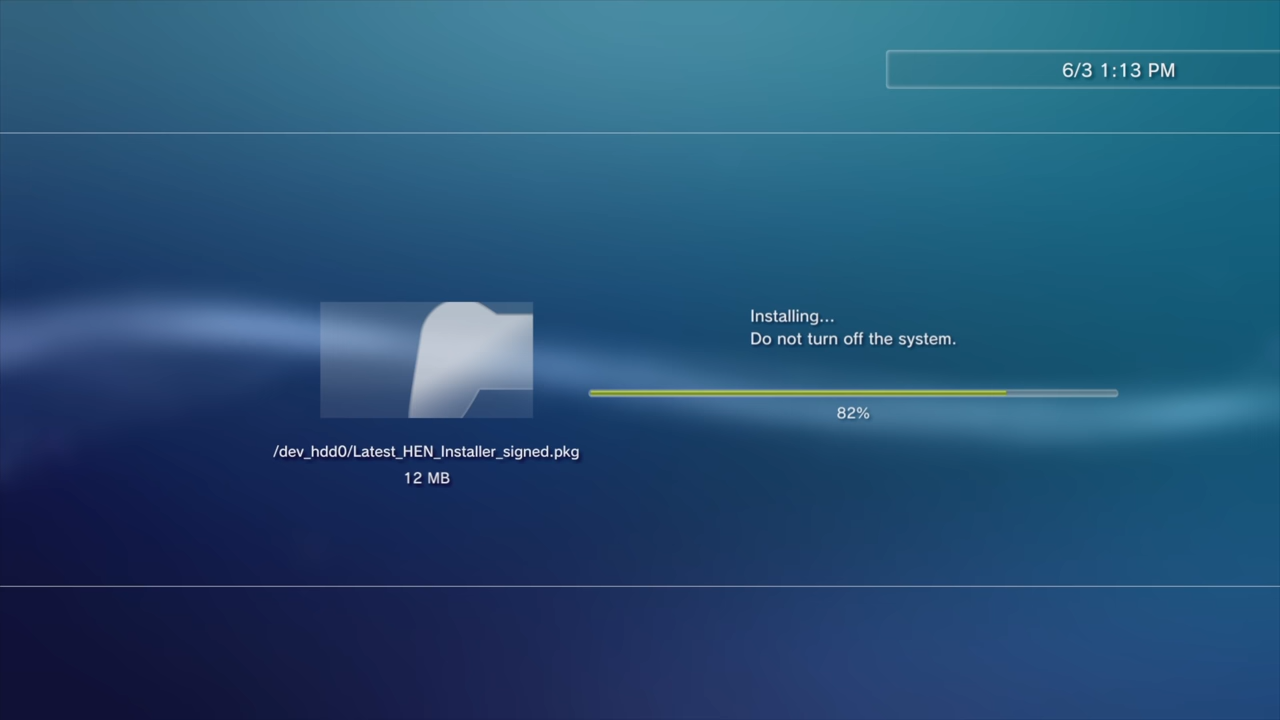 6/3 1:13 PM
Installing...
Do not turn off the system.
82%
/dev_hdd0/Latest_HEN_Installer_signed.pkg
12 MB